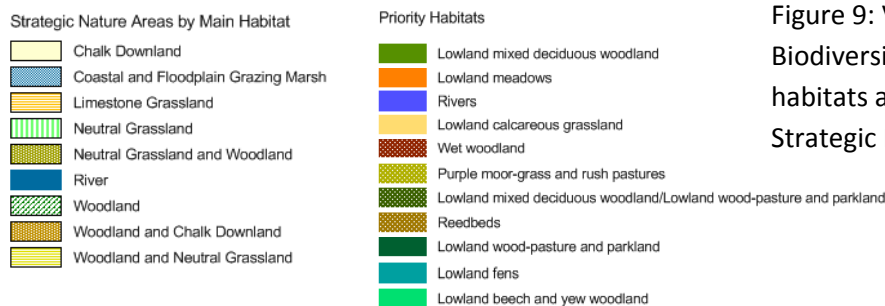 Strategic Nature Areas by Main Habitat
Chalk Downland
Coastal and Floodplain Grazing Marsh
Limestone Grassland
Neutral Grassland
Neutral Grassland and Woodland
River
Woodland
Woodland and Chalk Downland
Woodland and Neutral Grassland
Priority Habitats
Lowland mixed deciduous woodland
Lowland meadows
Rivers
Lowland calcareous grassland
Wet woodland
Purple moor-grass and rush pastures
Lowland mixed deciduous woodland/Lowland wood-pasture and parkland
Reedbeds
Lowland wood-pasture and parkland
Lowland fens
Lowland beech and yew woodland
Figure 9:
Biodiversi
habitats a
Strategic